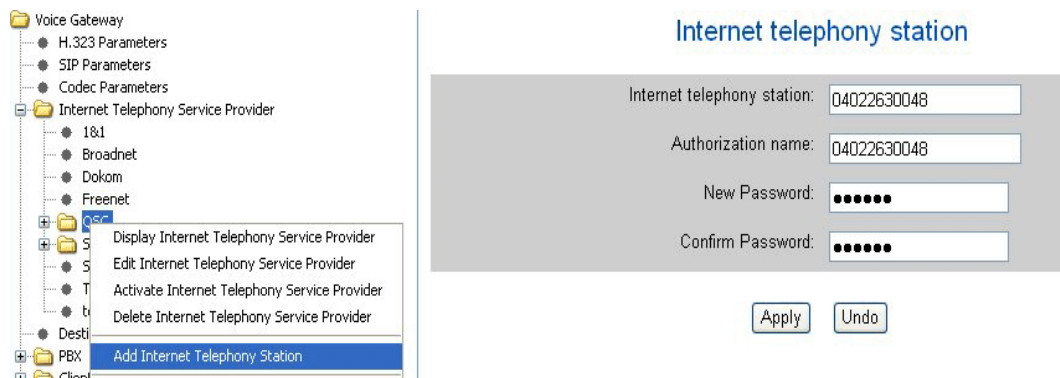 Voice Gateway
H.323 Parameters
SIP Parameters
Codec Parameters
Internet Telephony Service Provider
1&1
Broadnet
Dokom
Freenet
QSC
Display Internet Telephony Service Provider
Edit Internet Telephony Service Provider
Activate Internet Telephony Service Provider
Delete Internet Telephony Service Provider
PBX
Add Internet Telephony Station
Internet telephony station
Internet telephony station: 04022630048
Authorization name: 04022630048
New Password: ●●●●●●
Confirm Password: ●●●●●●
Apply Undo